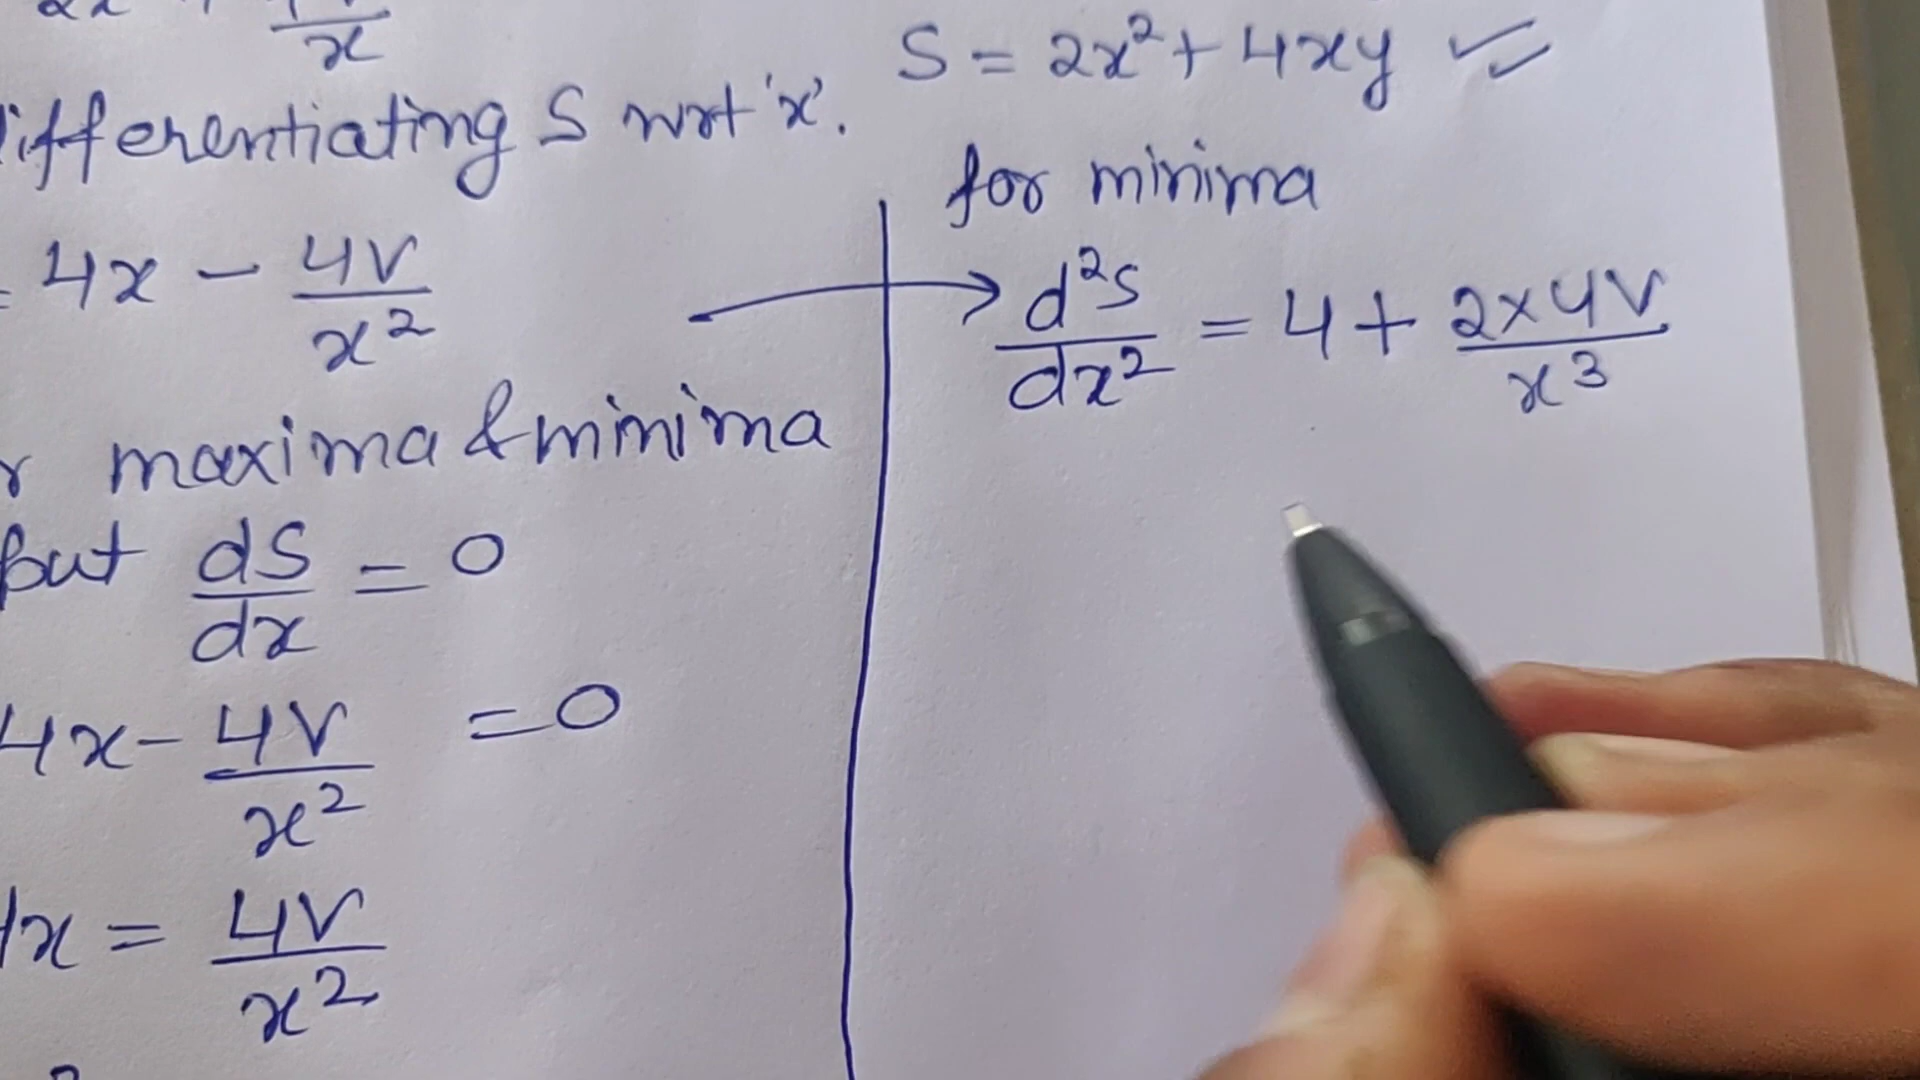 x
differentiating S wrt 'x'.
= 4x - 4V/x²
maxima & minima
put dS/dx = 0
4x - 4V/x² = 0
4x = 4V/x²
S = 2x² + 4xy
for minima
d²S/dx² = 4 + 2×4V/x³